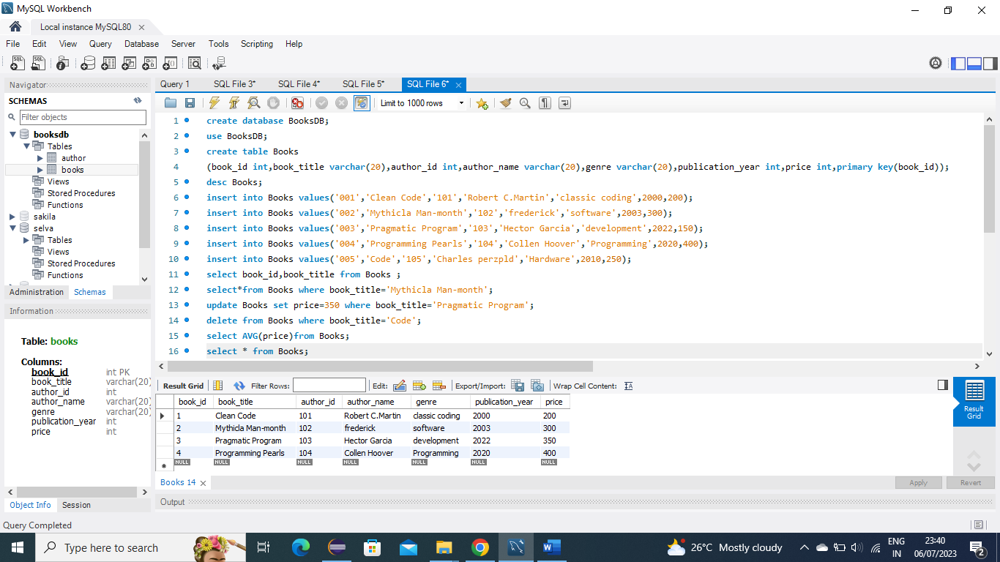 MySQL Workbench
Local instance MySQL80
File Edit View Query Database Server Tools Scripting Help
Navigator
SCHEMAS
Filter objects
booksdb
Tables
author
books
Views
Stored Procedures
Functions
sakila
selva
Tables
Views
Stored Procedures
Functions
Administration Schemas
Information
Table: books
Columns:
book_id int PK
book_title varchar(20)
author_id int
author_name varchar(20)
genre varchar(20)
publication_year int
price int
Object Info Session
Query 1 SQL File 3* SQL File 4* SQL File 5* SQL File 6*
Limit to 1000 rows
1 create database BooksDB;
2 use BooksDB;
3 create table Books
4 (book_id int,book_title varchar(20),author_id int,author_name varchar(20),genre varchar(20),publication_year int,price int,primary key(book_id));
5 desc Books;
6 insert into Books values('001','Clean Code','101','Robert C.Martin','classic coding',2000,200);
7 insert into Books values('002','Mythicla Man-month','102','frederick','software',2003,300);
8 insert into Books values('003','Pragmatic Program','103','Hector Garcia','development',2022,150);
9 insert into Books values('004','Programming Pearls','104','Collen Hoover','Programming',2020,400);
10 insert into Books values('005','Code','105','Charles perzpld','Hardware',2010,250);
11 select book_id,book_title from Books ;
12 select*from Books where book_title='Mythicla Man-month';
13 update Books set price=350 where book_title='Pragmatic Program';
14 delete from Books where book_title='Code';
15 select AVG(price)from Books;
16 select * from Books;
Result Grid Filter Rows: Edit: Export/Import: Wrap Cell Content:
book_id book_title author_id author_name genre publication_year price
1 Clean Code 101 Robert C.Martin classic coding 2000 200
2 Mythicla Man-month 102 frederick software 2003 300
3 Pragmatic Program 103 Hector Garcia development 2022 350
4 Programming Pearls 104 Collen Hoover Programming 2020 400
NULL NULL NULL NULL NULL NULL NULL
Result
Grid
Books 14
Apply Revert
Output
Query Completed
Type here to search
26°C Mostly cloudy
ENG
IN
23:40
06/07/2023
2